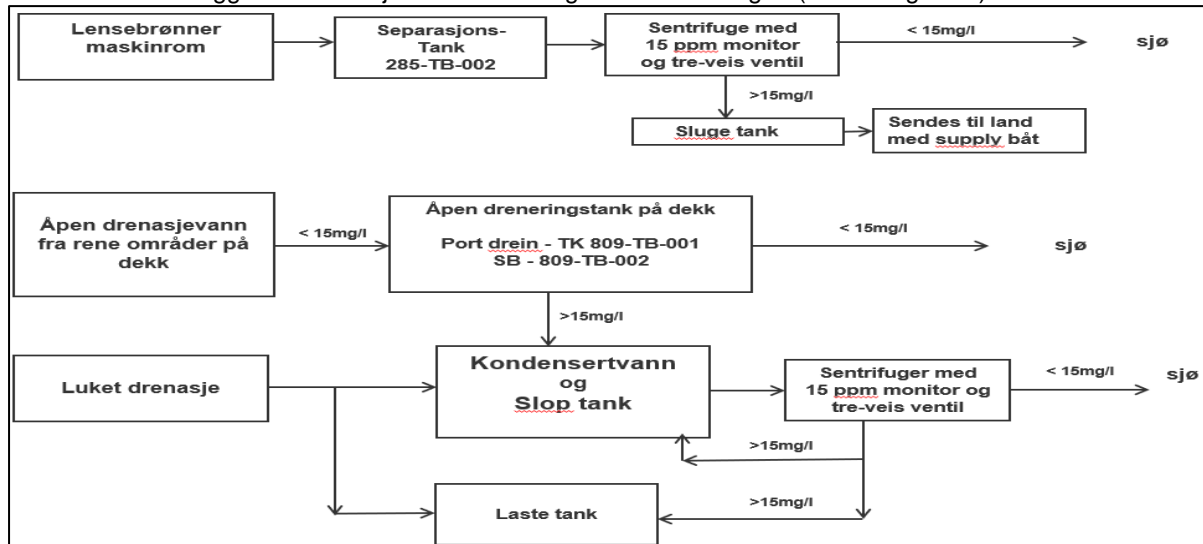 Lensebrønner
maskinrom
Separasjons-
Tank
285-TB-002
Sentrifuge med
15 ppm monitor
og tre-veis ventil
< 15mg/l
sjø
>15mg/l
Sluge tank
Sendes til land
med supply båt
Åpen drenasjevann
fra rene områder på
dekk
< 15mg/l
Åpen dreneringstank på dekk
Port drein - TK 809-TB-001
SB - 809-TB-002
< 15mg/l
sjø
>15mg/l
Luket drenasje
Kondensertvann
og
Slop tank
Sentrifuger med
15 ppm monitor og
tre-veis ventil
< 15mg/l
sjø
>15mg/l
Laste tank
>15mg/l